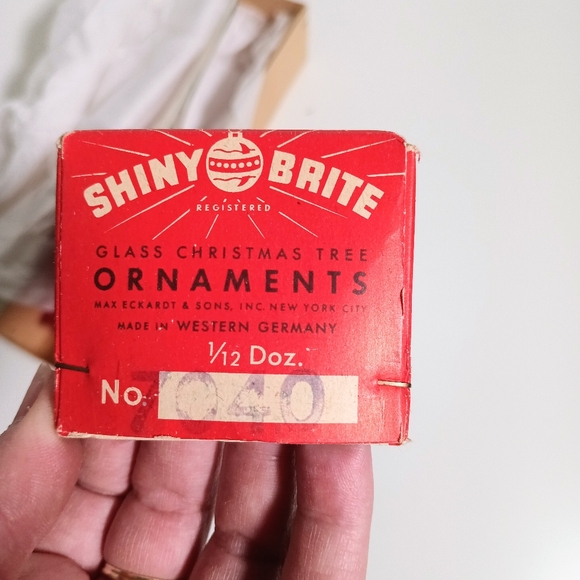 SHINY BRITE
REGISTERED
GLASS CHRISTMAS TREE
ORNAMENTS
MAX ECKARDT & SONS, INC. NEW YORK CITY
MADE IN WESTERN GERMANY
1/12 Doz.
No. 7040